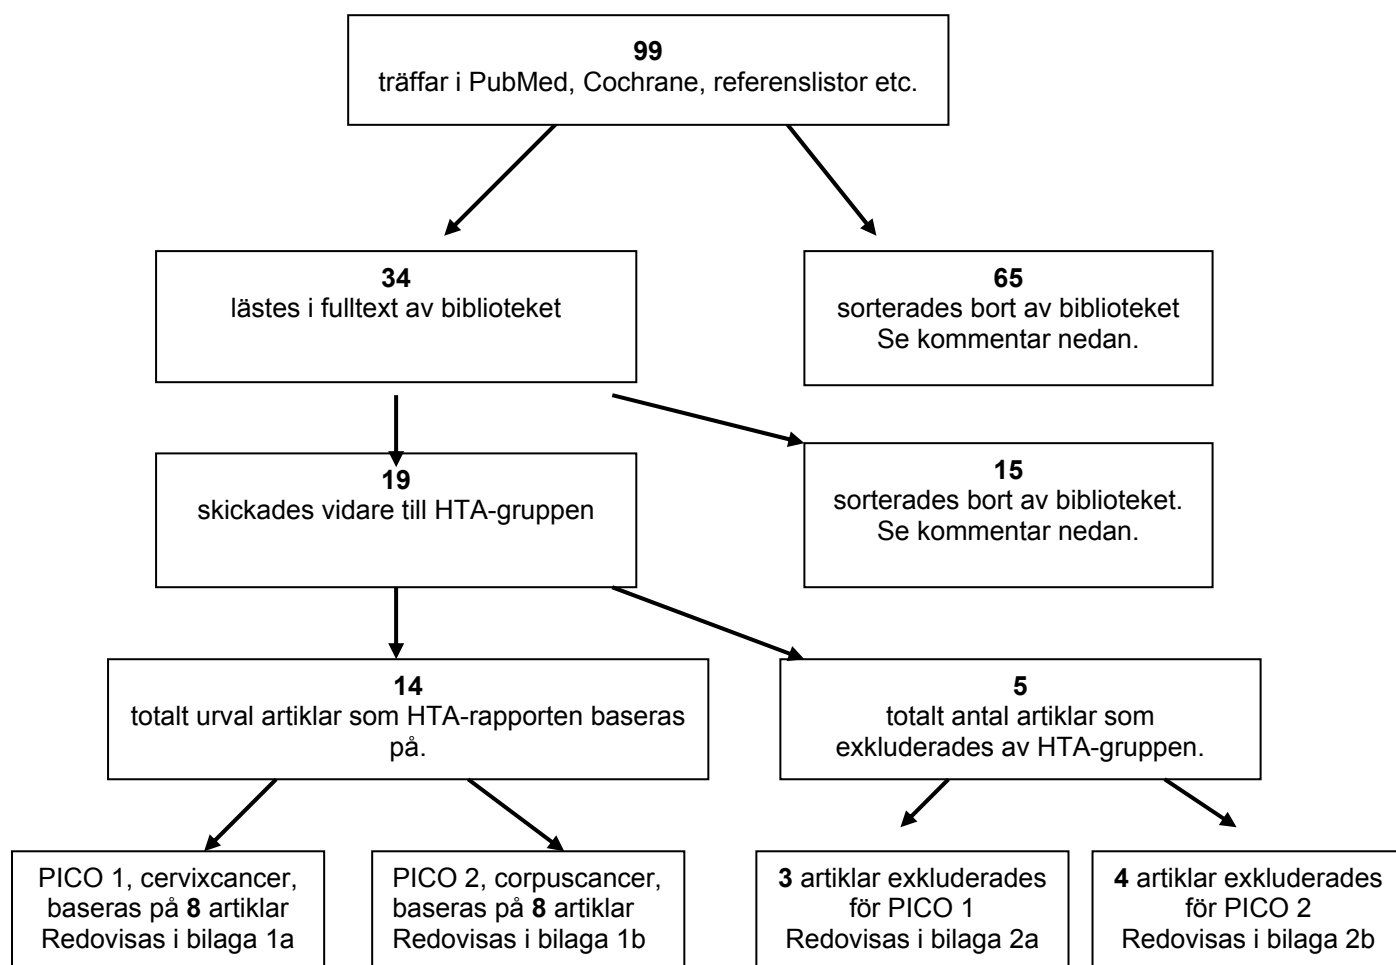 99
träffar i PubMed, Cochrane, referenslistor etc.
34
lästes i fulltext av biblioteket
65
sorterades bort av biblioteket
Se kommentar nedan.
19
skickades vidare till HTA-gruppen
15
sorterades bort av biblioteket.
Se kommentar nedan.
14
totalt urval artiklar som HTA-rapporten baseras
på.
5
totalt antal artiklar som
exkluderades av HTA-gruppen.
PICO 1, cervixcancer,
baseras på 8 artiklar
Redovisas i bilaga 1a
PICO 2, corpuscancer,
baseras på 8 artiklar
Redovisas i bilaga 1b
3 artiklar exkluderades
för PICO 1
Redovisas i bilaga 2a
4 artiklar exkluderades
för PICO 2
Redovisas i bilaga 2b